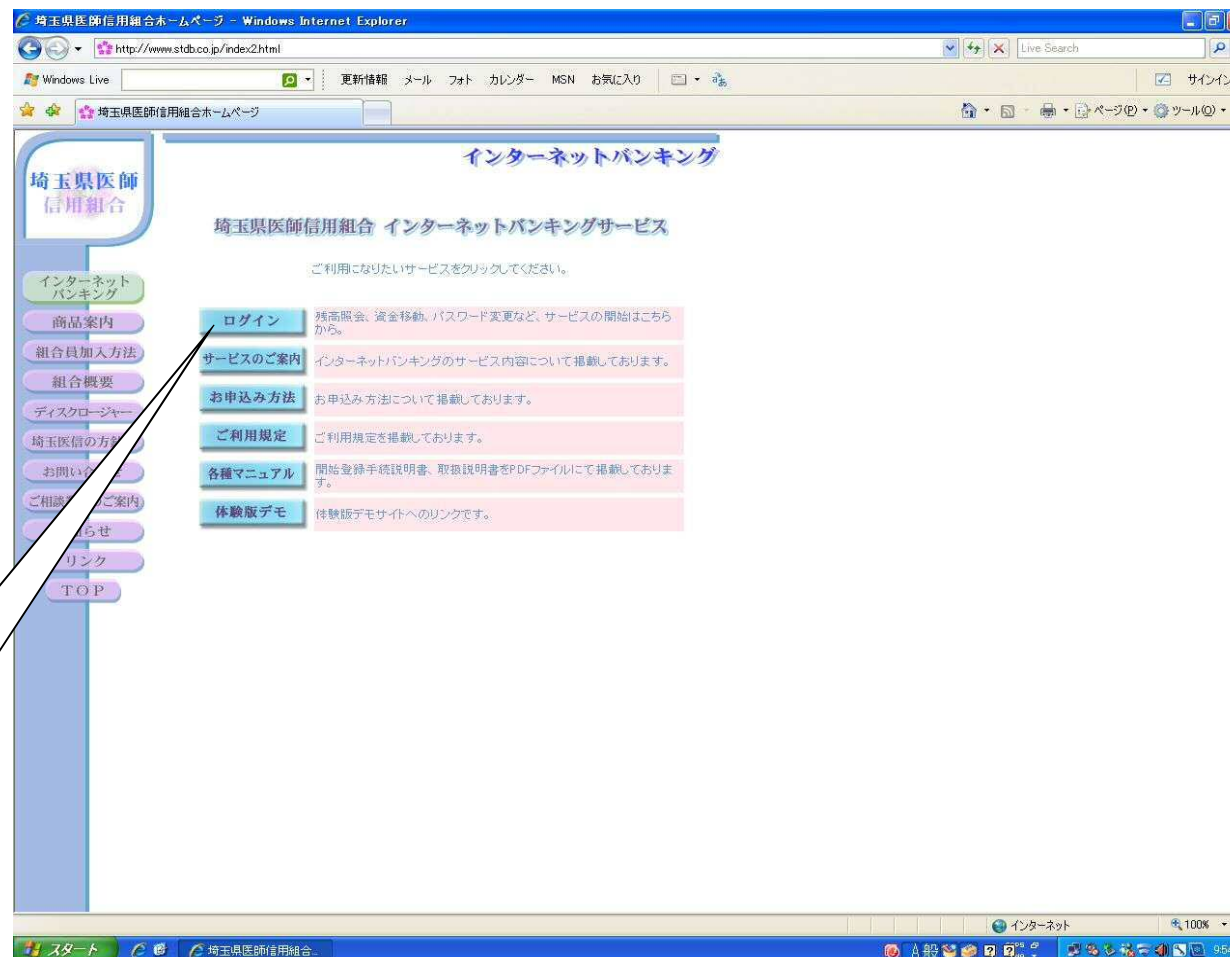 埼玉県医師信用組合ホームページ - Windows Internet Explorer
http://www.stdb.co.jp/index2.html
Live Search
Windows Live
更新情報 メール フォト カレンダー MSN お気に入り
サインイン
埼玉県医師信用組合ホームページ
ページ(P) ツール(O)
埼玉県医師
信用組合
インターネットバンキング
埼玉県医師信用組合 インターネットバンキングサービス
ご利用になりたいサービスをクリックしてください。
インターネット
バンキング
商品案内
組合員加入方法
組合概要
ディスクロージャー
埼玉医信の方
お問い合
ご相談 のご案内
らせ
リンク
TOP
ログイン
残高照会、資金移動、パスワード変更など、サービスの開始はこちら
から。
サービスのご案内
インターネットバンキングのサービス内容について掲載しております。
お申込み方法
お申込み方法について掲載しております。
ご利用規定
ご利用規定を掲載しております。
各種マニュアル
開始登録手続説明書、取扱説明書をPDFファイルにて掲載しておりま
す。
体験版デモ
体験版デモサイトへのリンクです。
インターネット
100%
スタート
埼玉県医師信用組合...
A 般
9:54